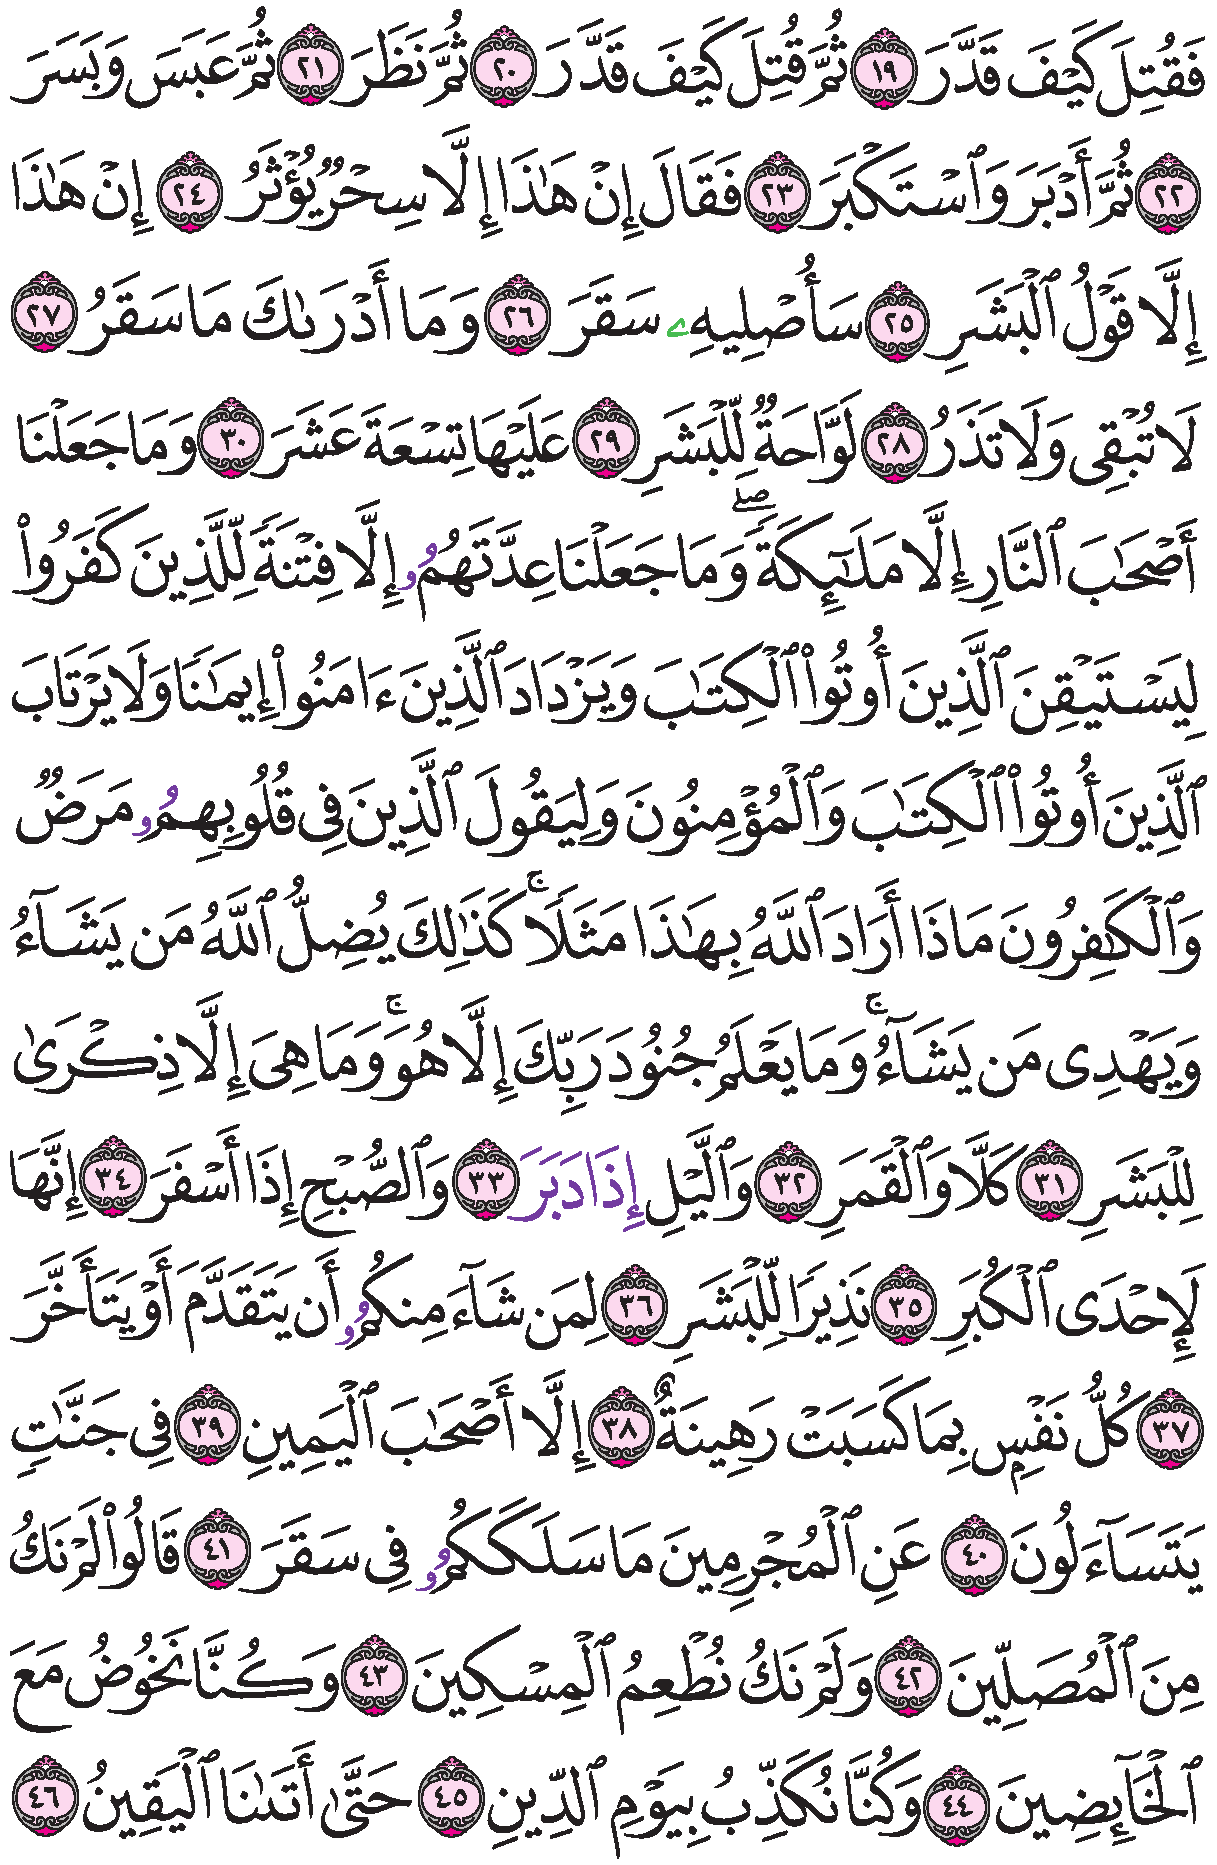 فَقُتِلَ كَيْفَ قَدَّرَ ١٩ ثُمَّ قُتِلَ كَيْفَ قَدَّرَ ٢٠ ثُمَّ نَظَرَ ٢١ ثُمَّ عَبَسَ وَبَسَرَ
٢٢ ثُمَّ أَدْبَرَ وَٱسْتَكْبَرَ ٢٣ فَقَالَ إِنْ هَٰذَا إِلَّا سِحْرٌ يُؤْثَرُ ٢٤ إِنْ هَٰذَا
إِلَّا قَوْلُ ٱلْبَشَرِ ٢٥ سَأُصْلِيهِۦ سَقَرَ ٢٦ وَمَا أَدْرَىٰكَ مَا سَقَرُ ٢٧
لَا تُبْقِى وَلَا تَذَرُ ٢٨ لَوَّاحَةٌ لِّلْبَشَرِ ٢٩ عَلَيْهَا تِسْعَةَ عَشَرَ ٣٠ وَمَا جَعَلْنَا
أَصْحَٰبَ ٱلنَّارِ إِلَّا مَلَٰٓئِكَةً ۖ وَمَا جَعَلْنَا عِدَّتَهُمُۥ إِلَّا فِتْنَةً لِّلَّذِينَ كَفَرُوا۟
لِيَسْتَيْقِنَ ٱلَّذِينَ أُوتُوا۟ ٱلْكِتَٰبَ وَيَزْدَادَ ٱلَّذِينَ ءَامَنُوا۟ إِيمَٰنًا وَلَا يَرْتَابَ
ٱلَّذِينَ أُوتُوا۟ ٱلْكِتَٰبَ وَٱلْمُؤْمِنُونَ وَلِيَقُولَ ٱلَّذِينَ فِى قُلُوبِهِمُۥ مَرَضٌ
وَٱلْكَٰفِرُونَ مَاذَا أَرَادَ ٱللَّهُ بِهَٰذَا مَثَلًا ۚ كَذَٰلِكَ يُضِلُّ ٱللَّهُ مَن يَشَآءُ
وَيَهْدِى مَن يَشَآءُ ۚ وَمَا يَعْلَمُ جُنُودَ رَبِّكَ إِلَّا هُوَ ۚ وَمَا هِىَ إِلَّا ذِكْرَىٰ
لِلْبَشَرِ ٣١ كَلَّا وَٱلْقَمَرِ ٣٢ وَٱلَّيْلِ إِذَا دَبَرَ ٣٣ وَٱلصُّبْحِ إِذَا أَسْفَرَ ٣٤ إِنَّهَا
لَإِحْدَى ٱلْكُبَرِ ٣٥ نَذِيرًا لِّلْبَشَرِ ٣٦ لِمَن شَآءَ مِنكُمُۥ أَن يَتَقَدَّمَ أَوْ يَتَأَخَّرَ
٣٧ كُلُّ نَفْسٍۭ بِمَا كَسَبَتْ رَهِينَةٌ ٣٨ إِلَّا أَصْحَٰبَ ٱلْيَمِينِ ٣٩ فِى جَنَّٰتٍ
يَتَسَآءَلُونَ ٤٠ عَنِ ٱلْمُجْرِمِينَ مَا سَلَكَكُمُۥ فِى سَقَرَ ٤١ قَالُوا۟ لَمْ نَكُ
مِنَ ٱلْمُصَلِّينَ ٤٢ وَلَمْ نَكُ نُطْعِمُ ٱلْمِسْكِينَ ٤٣ وَكُنَّا نَخُوضُ مَعَ
ٱلْخَآئِضِينَ ٤٤ وَكُنَّا نُكَذِّبُ بِيَوْمِ ٱلدِّينِ ٤٥ حَتَّىٰ أَتَىٰنَا ٱلْيَقِينُ ٤٦